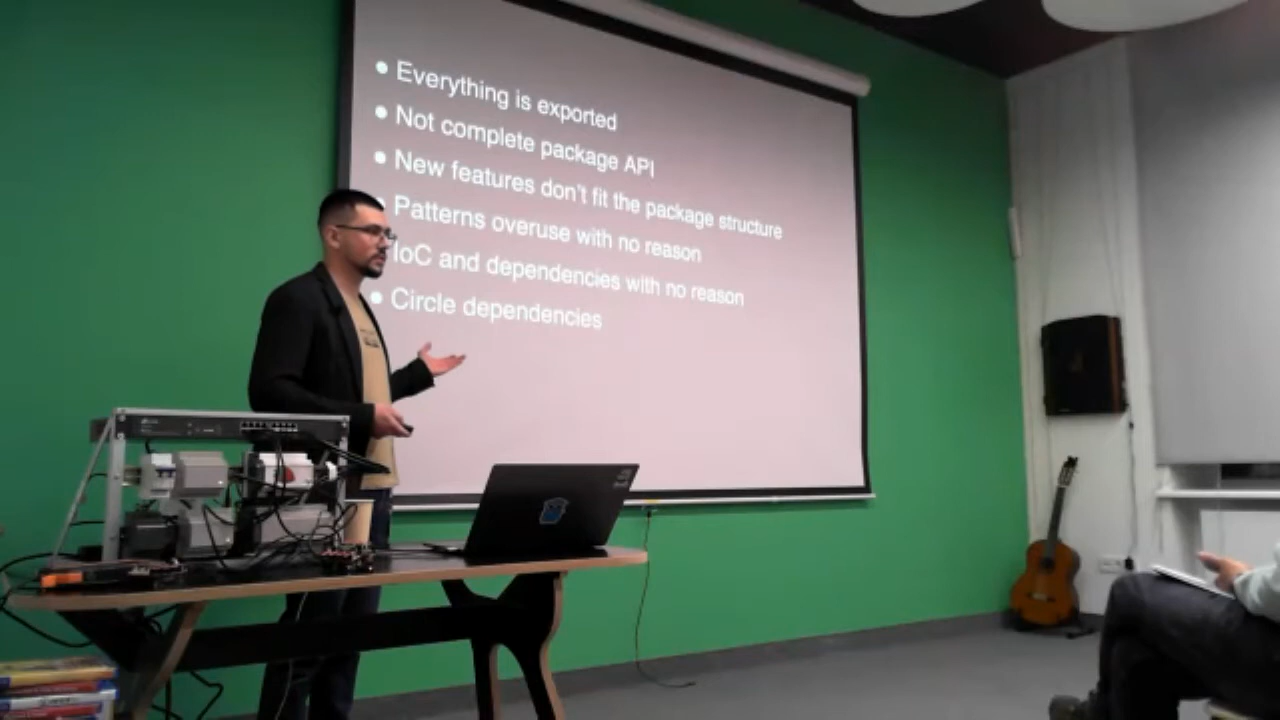 • Everything is exported
• Not complete package API
• New features don't fit the package structure
• Patterns overuse with no reason
IoC and dependencies with no reason
• Circle dependencies